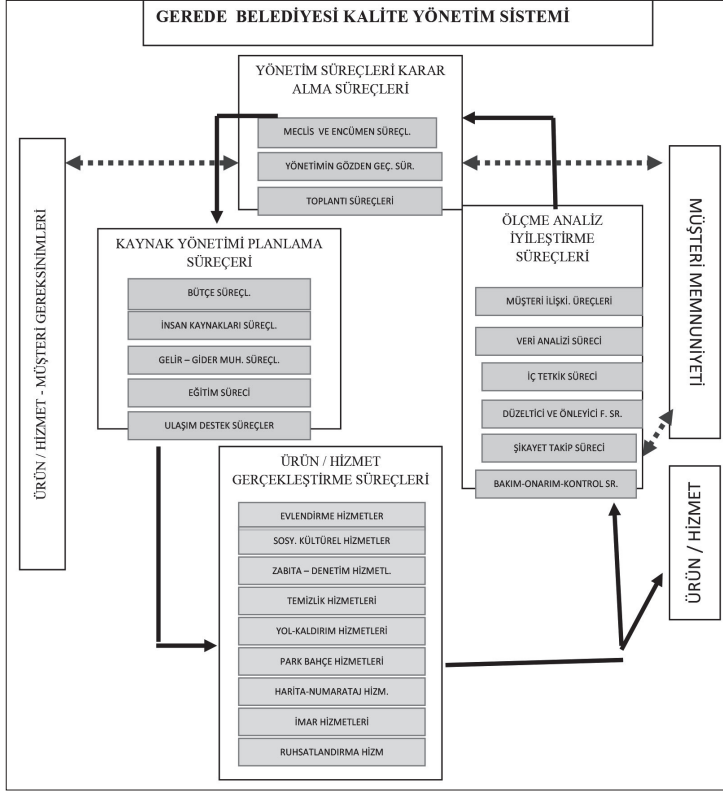 GEREDE BELEDİYESİ KALİTE YÖNETİM SİSTEMİ
YÖNETİM SÜREÇLERİ KARAR
ALMA SÜREÇLERİ
MECLİS VE ENCÜMEN SÜREÇL.
YÖNETİMİN GÖZDEN GEÇ. SÜR.
TOPLANTI SÜREÇLERİ
ÜRÜN / HİZMET - MÜŞTERİ GEREKSİNİMLERİ
KAYNAK YÖNETİMİ PLANLAMA
SÜREÇERİ
BÜTÇE SÜREÇL.
İNSAN KAYNAKLARI SÜREÇL.
GELİR – GİDER MUH. SÜREÇL.
EĞİTİM SÜRECİ
ULAŞIM DESTEK SÜREÇLER
ÖLÇME ANALİZ
İYİLEŞTİRME
SÜREÇLERİ
MÜŞTERİ İLİŞKİ. ÜREÇLERİ
VERİ ANALİZİ SÜRECİ
İÇ TETKİK SÜRECİ
DÜZELTİCİ VE ÖNLEYİCİ F. SR.
ŞİKAYET TAKİP SÜRECİ
BAKIM-ONARIM-KONTROL SR.
MÜŞTERİ MEMNUNİYETİ
ÜRÜN / HİZMET
GERÇEKLEŞTİRME SÜREÇLERİ
EVLENDİRME HİZMETLER
SOSY. KÜLTÜREL HİZMETLER
ZABITA – DENETİM HİZMETL.
TEMİZLİK HİZMETLERİ
YOL-KALDIRIM HİZMETLERİ
PARK BAHÇE HİZMETLERİ
HARİTA-NUMARATAJ HİZM.
İMAR HİZMETLERİ
RUHSATLANDIRMA HİZM
ÜRÜN / HİZMET